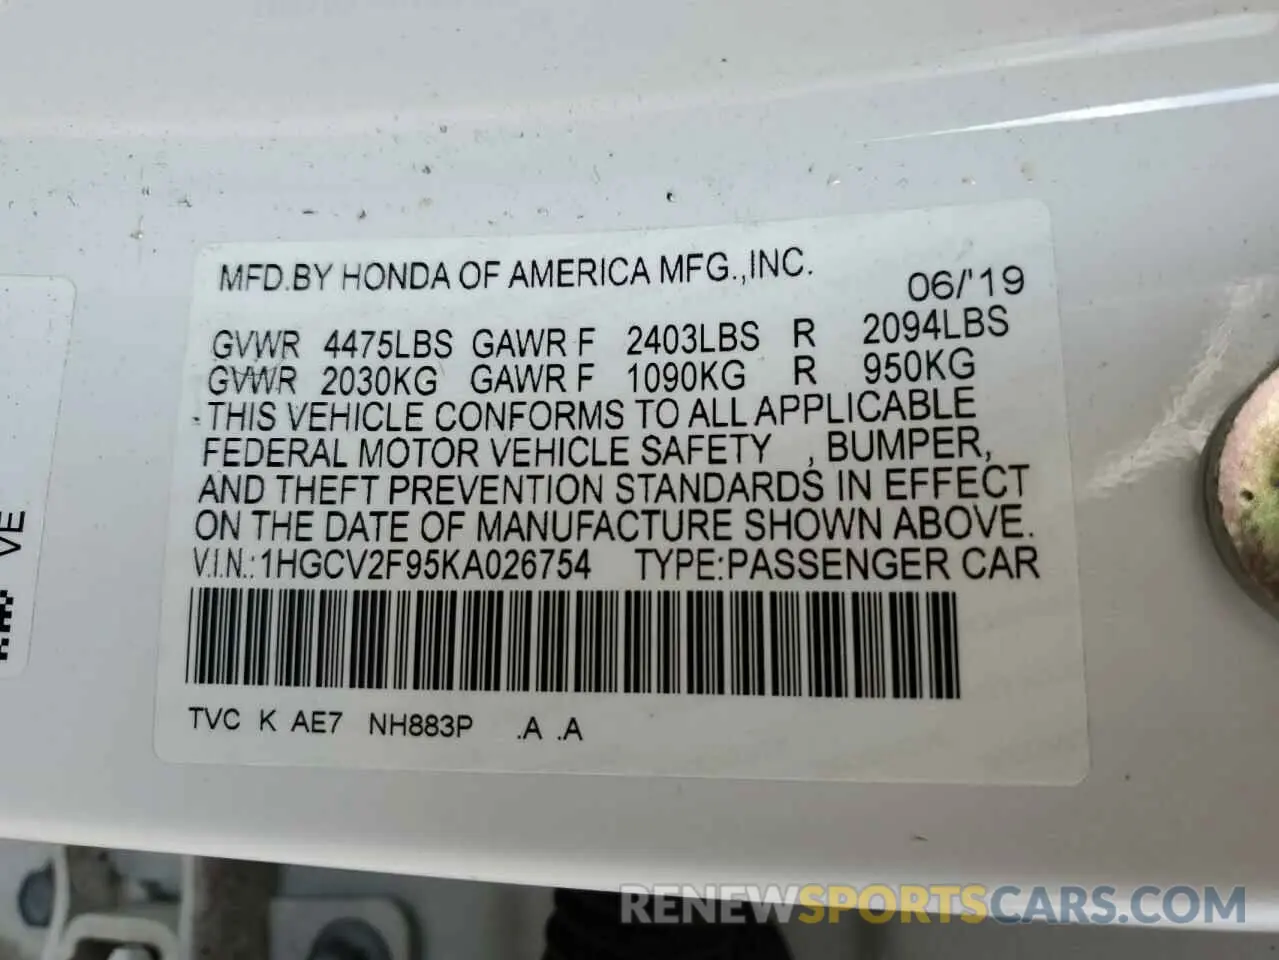 MFD.BY HONDA OF AMERICA MFG.,INC. 06/'19
GVWR 4475LBS GAWR F 2403LBS R 2094LBS
GVWR 2030KG GAWR F 1090KG R 950KG
THIS VEHICLE CONFORMS TO ALL APPLICABLE
FEDERAL MOTOR VEHICLE SAFETY , BUMPER,
AND THEFT PREVENTION STANDARDS IN EFFECT
ON THE DATE OF MANUFACTURE SHOWN ABOVE.
V.I.N.: 1HGCV2F95KA026754 TYPE:PASSENGER CAR
TVC K AE7 NH883P .A .A
VE
RENEWSPORTSCARS.COM